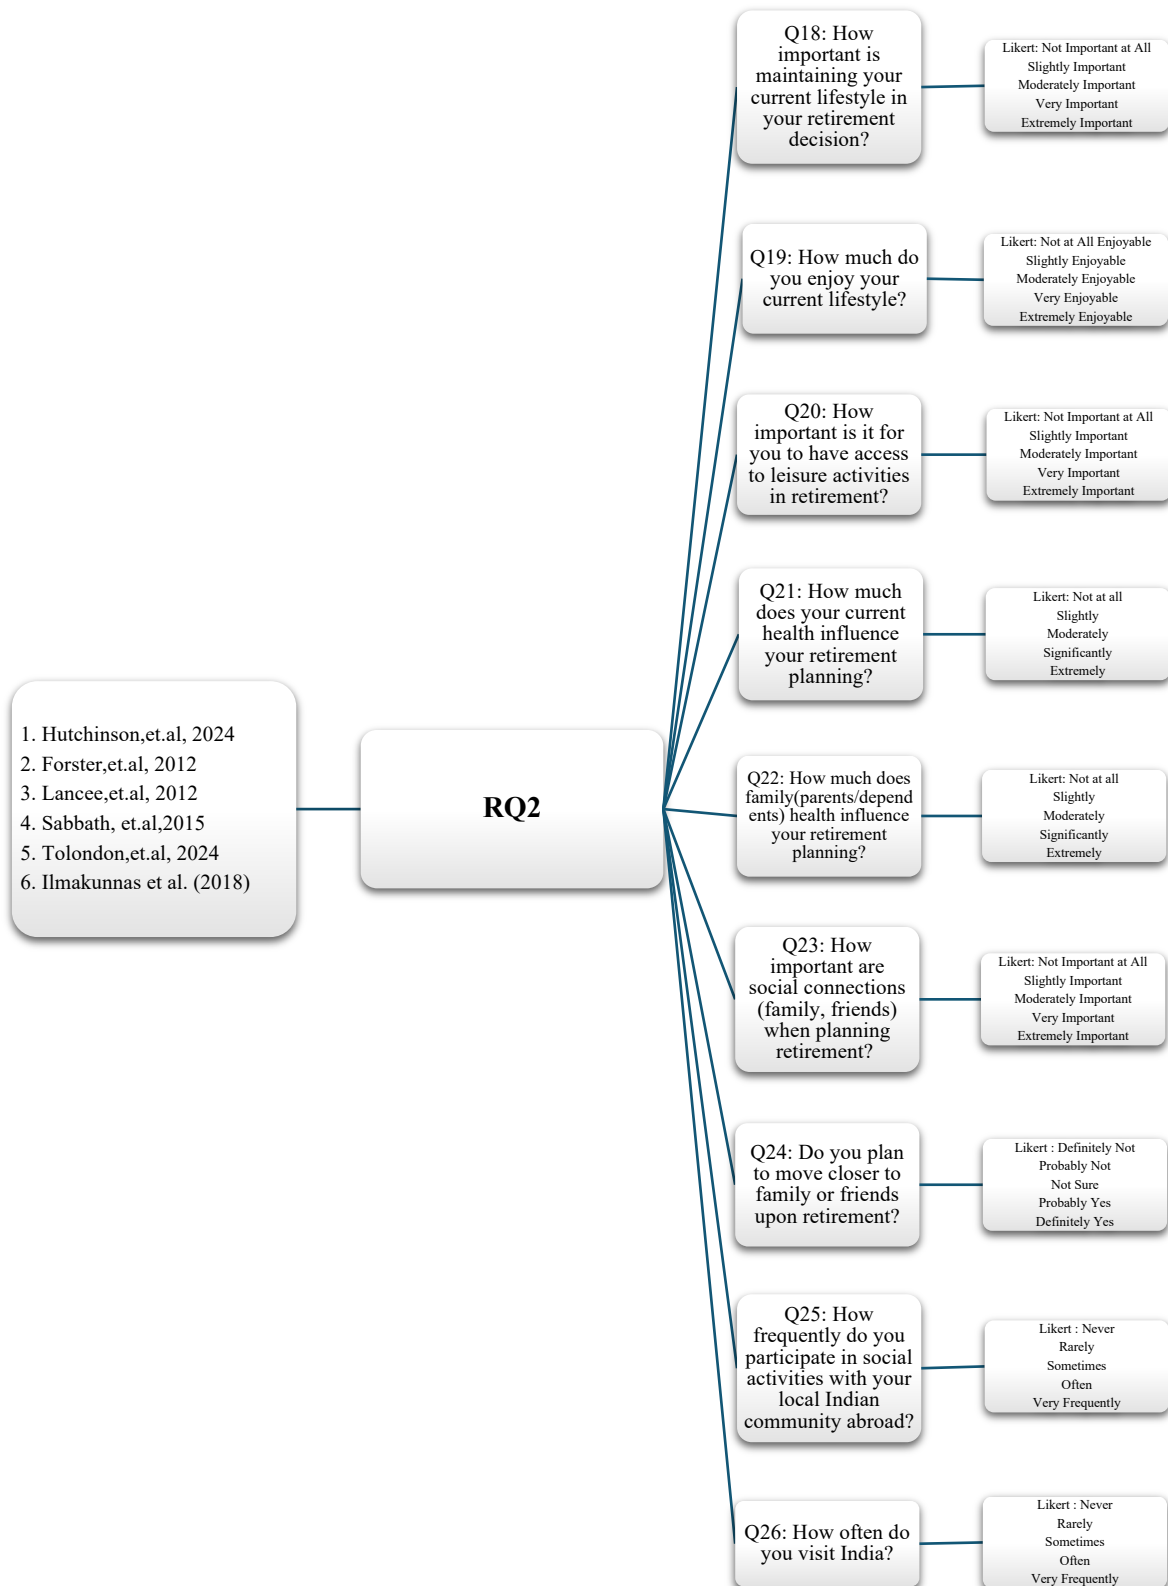 1. Hutchinson,et.al, 2024
2. Forster,et.al, 2012
3. Lancee,et.al, 2012
4. Sabbath, et.al,2015
5. Tolondon,et.al, 2024
6. Ilmakunnas et al. (2018)
RQ2
Q18: How
important is
maintaining your
current lifestyle in
your retirement
decision?
Likert: Not Important at All
Slightly Important
Moderately Important
Very Important
Extremely Important
Q19: How much do
you enjoy your
current lifestyle?
Likert: Not at All Enjoyable
Slightly Enjoyable
Moderately Enjoyable
Very Enjoyable
Extremely Enjoyable
Q20: How
important is it for
you to have access
to leisure activities
in retirement?
Likert: Not Important at All
Slightly Important
Moderately Important
Very Important
Extremely Important
Q21: How much
does your current
health influence
your retirement
planning?
Likert: Not at all
Slightly
Moderately
Significantly
Extremely
Q22: How much does
family(parents/depend
ents) health influence
your retirement
planning?
Likert: Not at all
Slightly
Moderately
Significantly
Extremely
Q23: How
important are
social connections
(family, friends)
when planning
retirement?
Likert: Not Important at All
Slightly Important
Moderately Important
Very Important
Extremely Important
Q24: Do you plan
to move closer to
family or friends
upon retirement?
Likert : Definitely Not
Probably Not
Not Sure
Probably Yes
Definitely Yes
Q25: How
frequently do you
participate in social
activities with your
local Indian
community abroad?
Likert : Never
Rarely
Sometimes
Often
Very Frequently
Q26: How often do
you visit India?
Likert : Never
Rarely
Sometimes
Often
Very Frequently